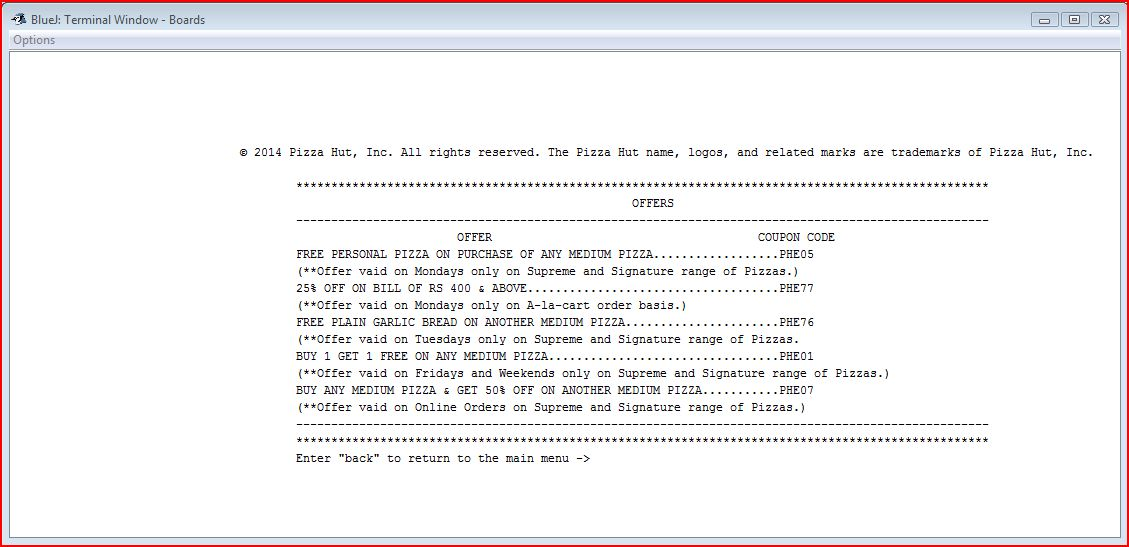 BlueJ: Terminal Window - Boards
Options
© 2014 Pizza Hut, Inc. All rights reserved. The Pizza Hut name, logos, and related marks are trademarks of Pizza Hut, Inc.
***************************************************************************************************
OFFERS
---------------------------------------------------------------------------------------------------
OFFER COUPON CODE
FREE PERSONAL PIZZA ON PURCHASE OF ANY MEDIUM PIZZA..................PHE05
(**Offer vaid on Mondays only on Supreme and Signature range of Pizzas.)
25% OFF ON BILL OF RS 400 & ABOVE....................................PHE77
(**Offer vaid on Mondays only on A-la-cart order basis.)
FREE PLAIN GARLIC BREAD ON ANOTHER MEDIUM PIZZA......................PHE76
(**Offer vaid on Tuesdays only on Supreme and Signature range of Pizzas.
BUY 1 GET 1 FREE ON ANY MEDIUM PIZZA.................................PHE01
(**Offer vaid on Fridays and Weekends only on Supreme and Signature range of Pizzas.)
BUY ANY MEDIUM PIZZA & GET 50% OFF ON ANOTHER MEDIUM PIZZA...........PHE07
(**Offer vaid on Online Orders on Supreme and Signature range of Pizzas.)
---------------------------------------------------------------------------------------------------
***************************************************************************************************
Enter "back" to return to the main menu ->